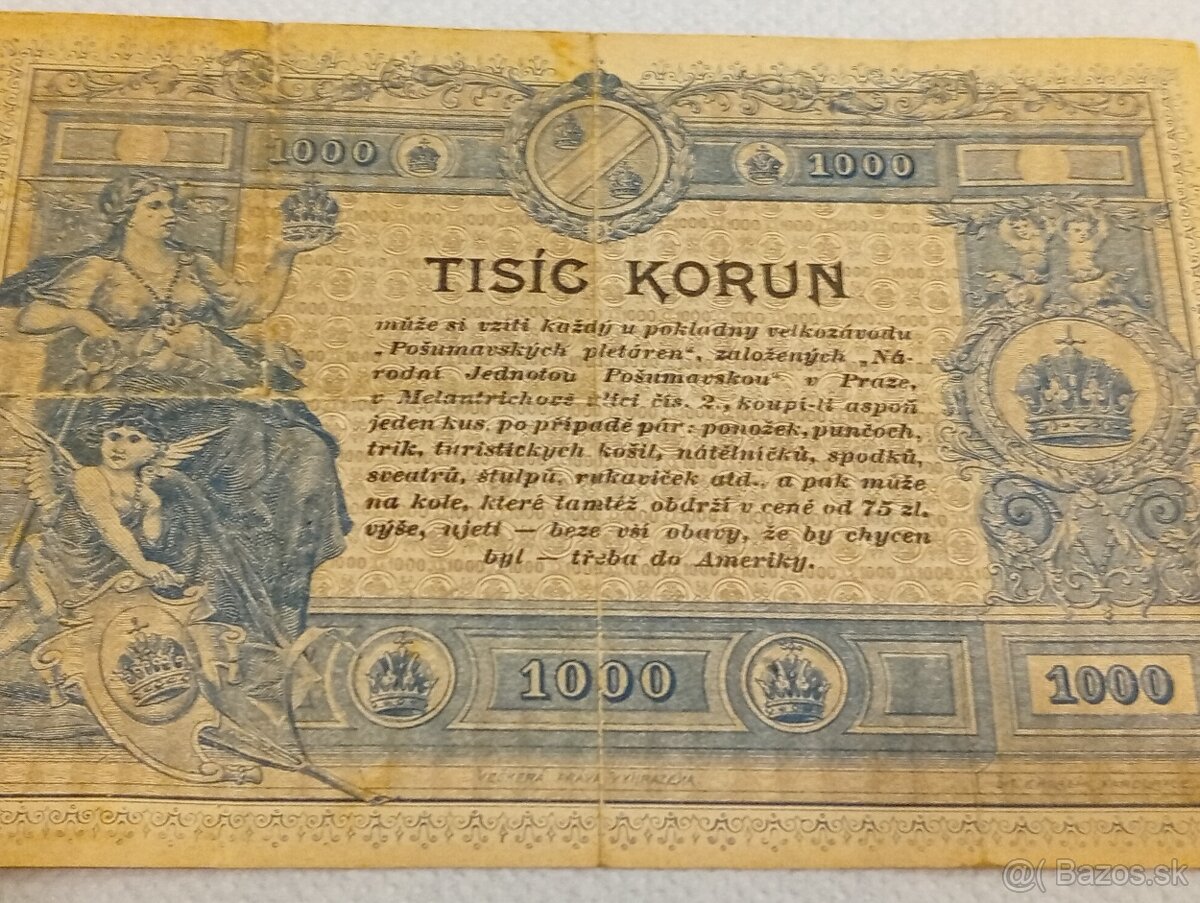 1000 1000
TISÍC KORUN
může si vzíti každý u pokladny velkozávodu
„Pošumavských pletáren“, založených „Ná-
rodní Jednotou Pošumavskou“ v Praze,
v Melantrichově ulici čís. 2., koupí-li aspoň
jeden kus, po případě pár: ponožek, punčoch,
trik, turistických košil, nátělníčků, spodků,
sveatrů, štulpů, rukaviček atd., a pak může
na kole, které tamtéž obdrží v ceně od 75 zl.
výše, ujeti — beze vší obavy, že by chycen
byl — třeba do Ameriky.
1000 1000
VEŠKERÁ PRÁVA VYHRAZENA.
@( Bazos.sk